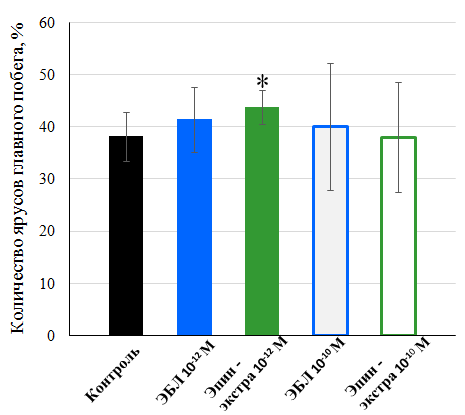 Количество ярусов главного побега, %
60
50
40
30
20
10
0
*
Контроль
ЭБЛ 10⁻¹² М
Эпин -
экстра 10⁻¹² М
ЭБЛ 10⁻¹⁰ М
Эпин -
экстра 10⁻¹⁰ М